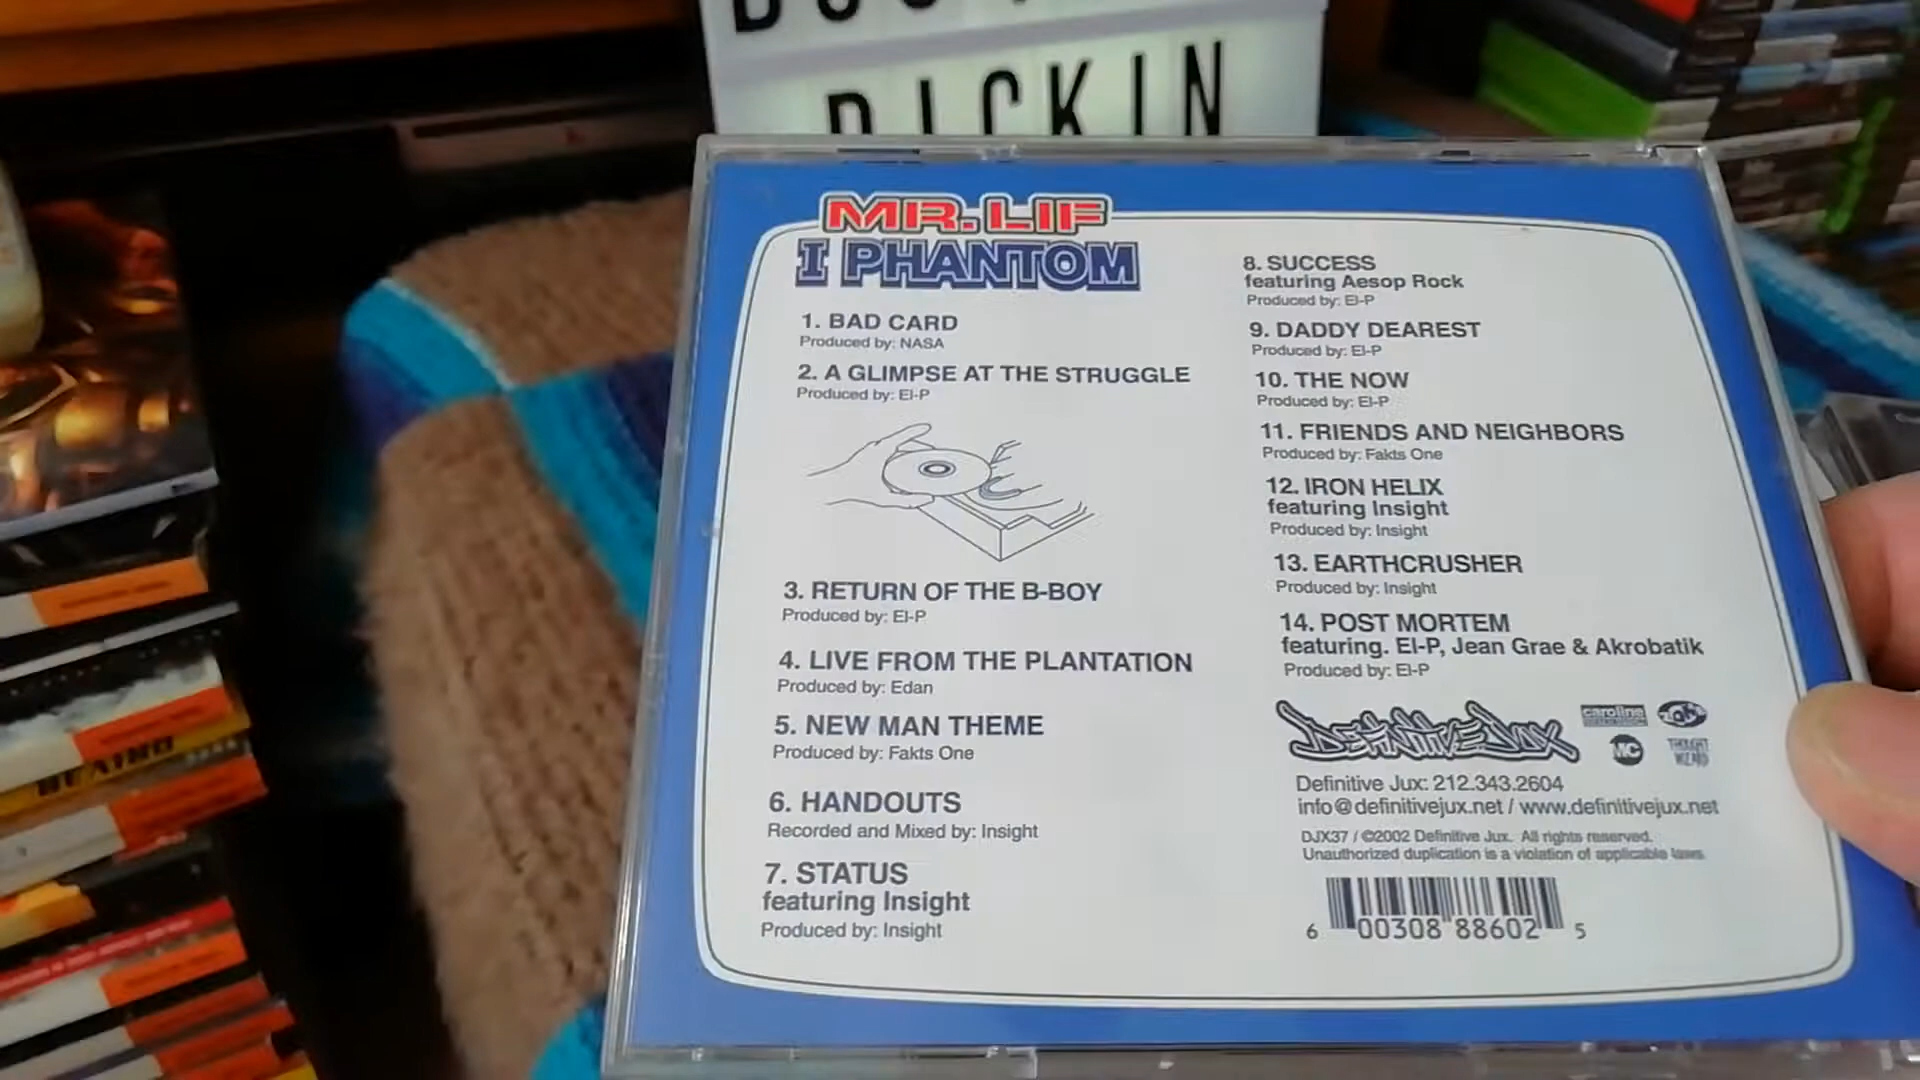 DICKIN
MR. LIF
I PHANTOM
1. BAD CARD
Produced by: NASA
2. A GLIMPSE AT THE STRUGGLE
Produced by: El-P
3. RETURN OF THE B-BOY
Produced by: El-P
4. LIVE FROM THE PLANTATION
Produced by: Edan
5. NEW MAN THEME
Produced by: Fakts One
6. HANDOUTS
Recorded and Mixed by: Insight
7. STATUS
featuring Insight
Produced by: Insight
8. SUCCESS
featuring Aesop Rock
Produced by: El-P
9. DADDY DEAREST
Produced by: El-P
10. THE NOW
Produced by: El-P
11. FRIENDS AND NEIGHBORS
Produced by: Fakts One
12. IRON HELIX
featuring Insight
Produced by: Insight
13. EARTHCRUSHER
Produced by: Insight
14. POST MORTEM
featuring. El-P, Jean Grae & Akrobatik
Produced by: El-P
DEFINITIVE JUX
caroline
MC
THOUGHT
WIZARD
Definitive Jux: 212.343.2604
info@definitivejux.net / www.definitivejux.net
DJX37 / ©2002 Definitive Jux. All rights reserved.
Unauthorized duplication is a violation of applicable laws
6 00308 88602 5